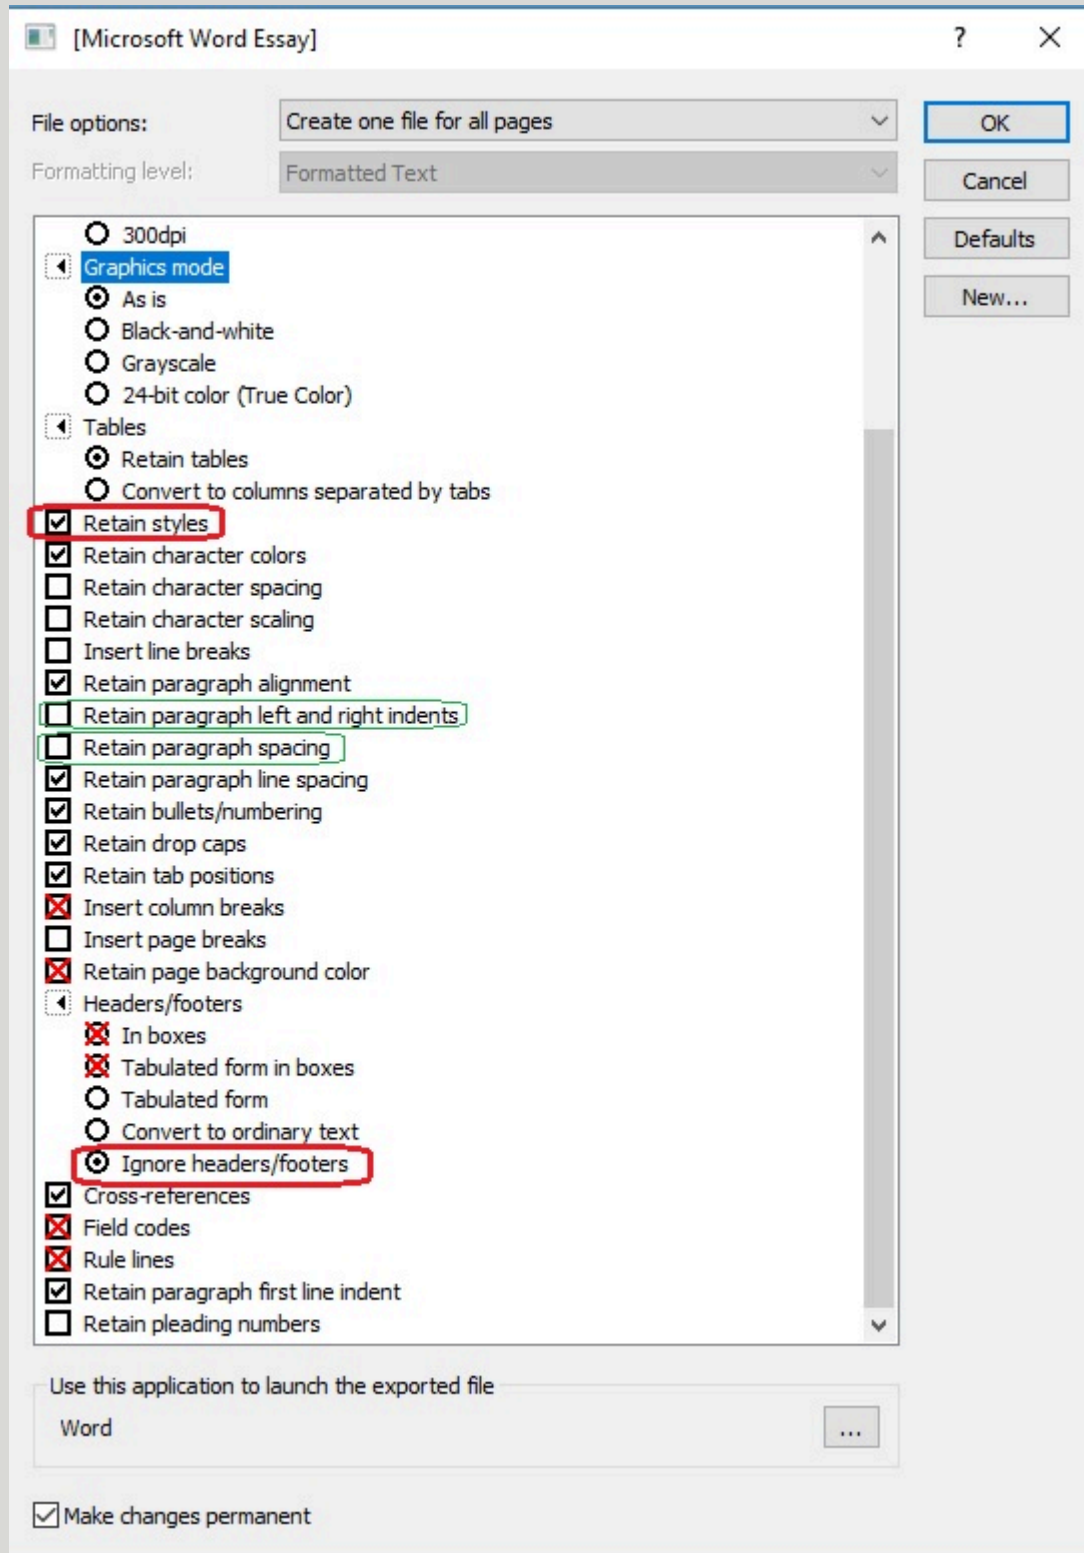 [Microsoft Word Essay]
?
File options:
Create one file for all pages
OK
Formatting level:
Formatted Text
Cancel
Defaults
New...
300dpi
Graphics mode
As is
Black-and-white
Grayscale
24-bit color (True Color)
Tables
Retain tables
Convert to columns separated by tabs
Retain styles
Retain character colors
Retain character spacing
Retain character scaling
Insert line breaks
Retain paragraph alignment
Retain paragraph left and right indents
Retain paragraph spacing
Retain paragraph line spacing
Retain bullets/numbering
Retain drop caps
Retain tab positions
Insert column breaks
Insert page breaks
Retain page background color
Headers/footers
In boxes
Tabulated form in boxes
Tabulated form
Convert to ordinary text
Ignore headers/footers
Cross-references
Field codes
Rule lines
Retain paragraph first line indent
Retain pleading numbers
Use this application to launch the exported file
Word
...
Make changes permanent